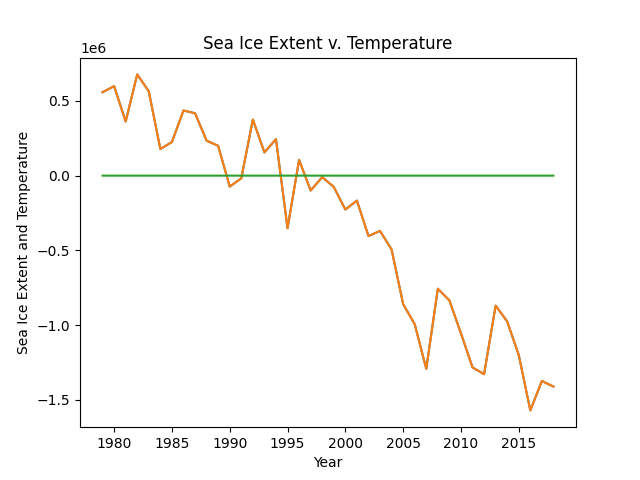 Sea Ice Extent v. Temperature
1e6
0.5
0.0
−0.5
−1.0
−1.5
Sea Ice Extent and Temperature
1980 1985 1990 1995 2000 2005 2010 2015
Year